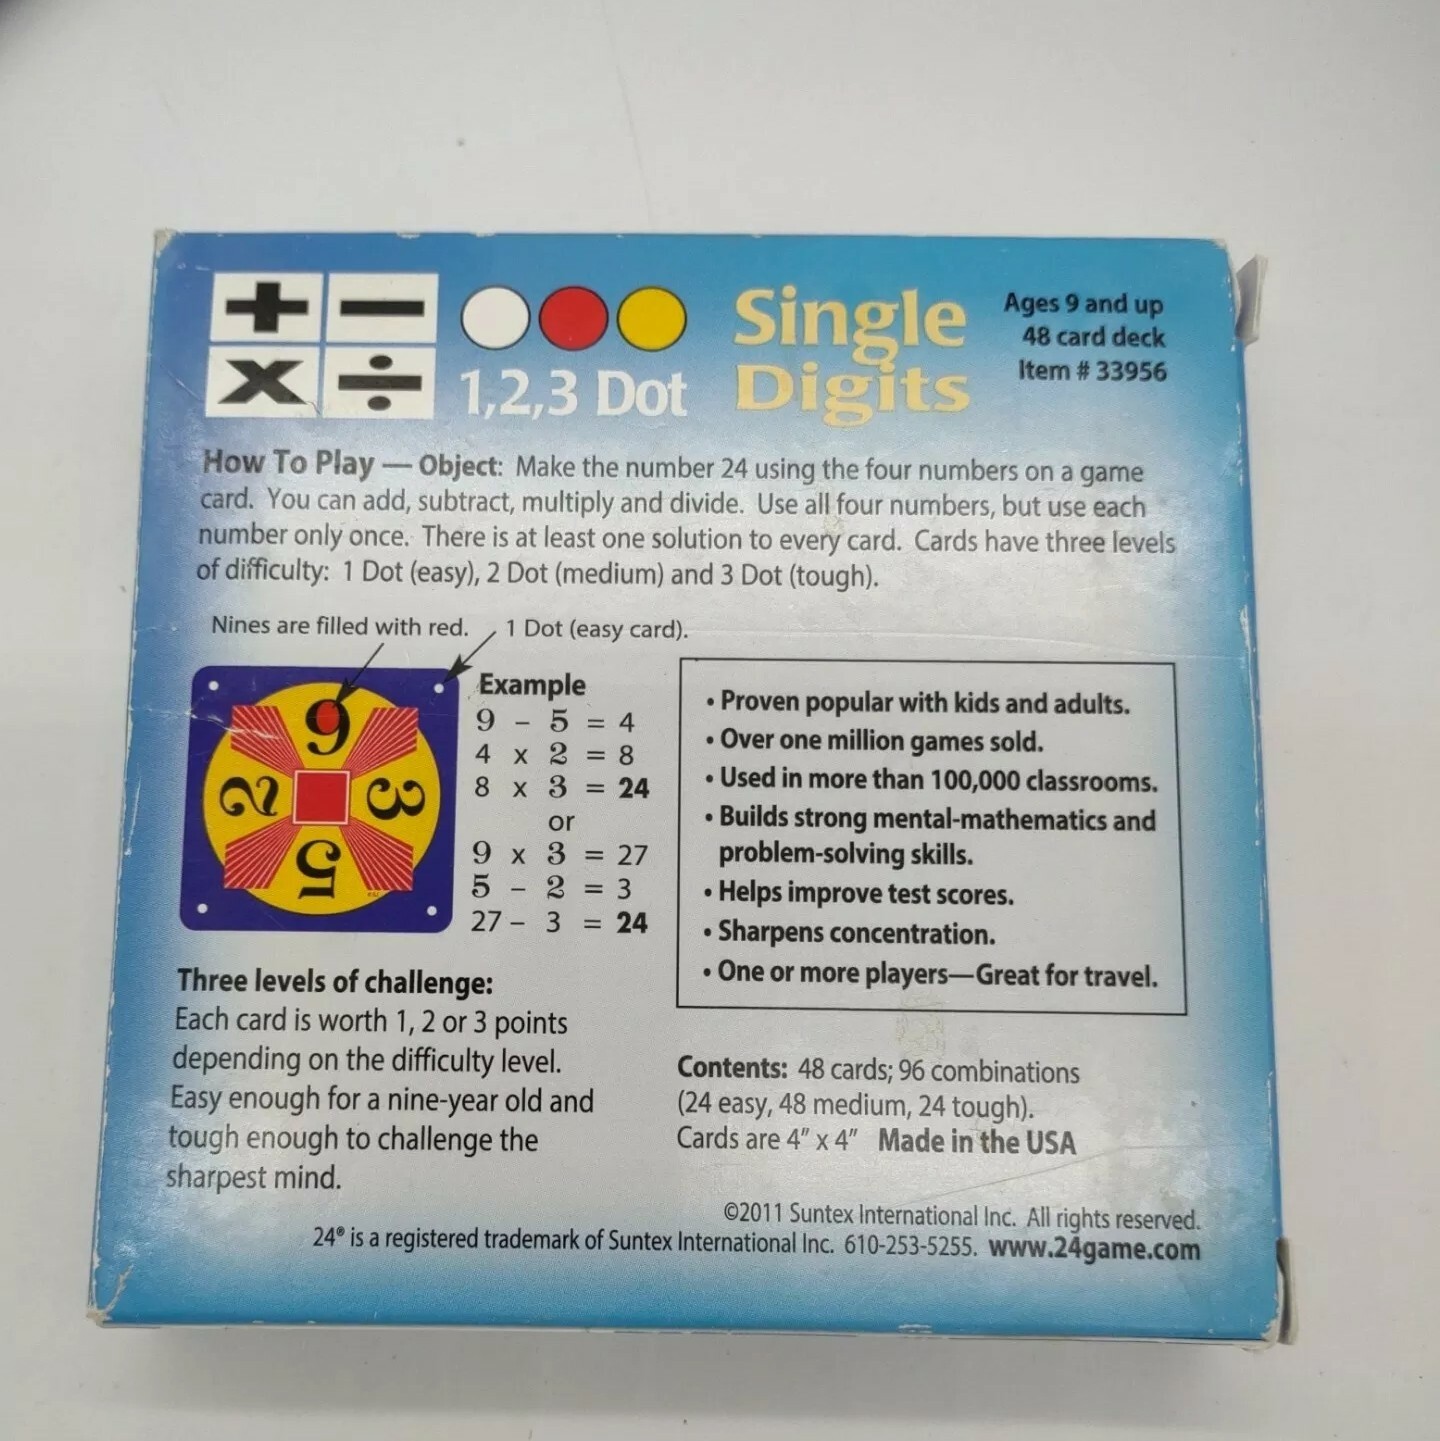 + −
x ÷
1,2,3 Dot
Single
Digits
Ages 9 and up
48 card deck
Item # 33956
How To Play — Object: Make the number 24 using the four numbers on a game
card. You can add, subtract, multiply and divide. Use all four numbers, but use each
number only once. There is at least one solution to every card. Cards have three levels
of difficulty: 1 Dot (easy), 2 Dot (medium) and 3 Dot (tough).
Nines are filled with red.
1 Dot (easy card).
9
2
3
5
Example
9 – 5 = 4
4 x 2 = 8
8 x 3 = 24
or
9 x 3 = 27
5 – 2 = 3
27 – 3 = 24
• Proven popular with kids and adults.
• Over one million games sold.
• Used in more than 100,000 classrooms.
• Builds strong mental-mathematics and
problem-solving skills.
• Helps improve test scores.
• Sharpens concentration.
• One or more players—Great for travel.
Three levels of challenge:
Each card is worth 1, 2 or 3 points
depending on the difficulty level.
Easy enough for a nine-year old and
tough enough to challenge the
sharpest mind.
Contents: 48 cards; 96 combinations
(24 easy, 48 medium, 24 tough).
Cards are 4" x 4" Made in the USA
©2011 Suntex International Inc. All rights reserved.
24® is a registered trademark of Suntex International Inc. 610-253-5255. www.24game.com